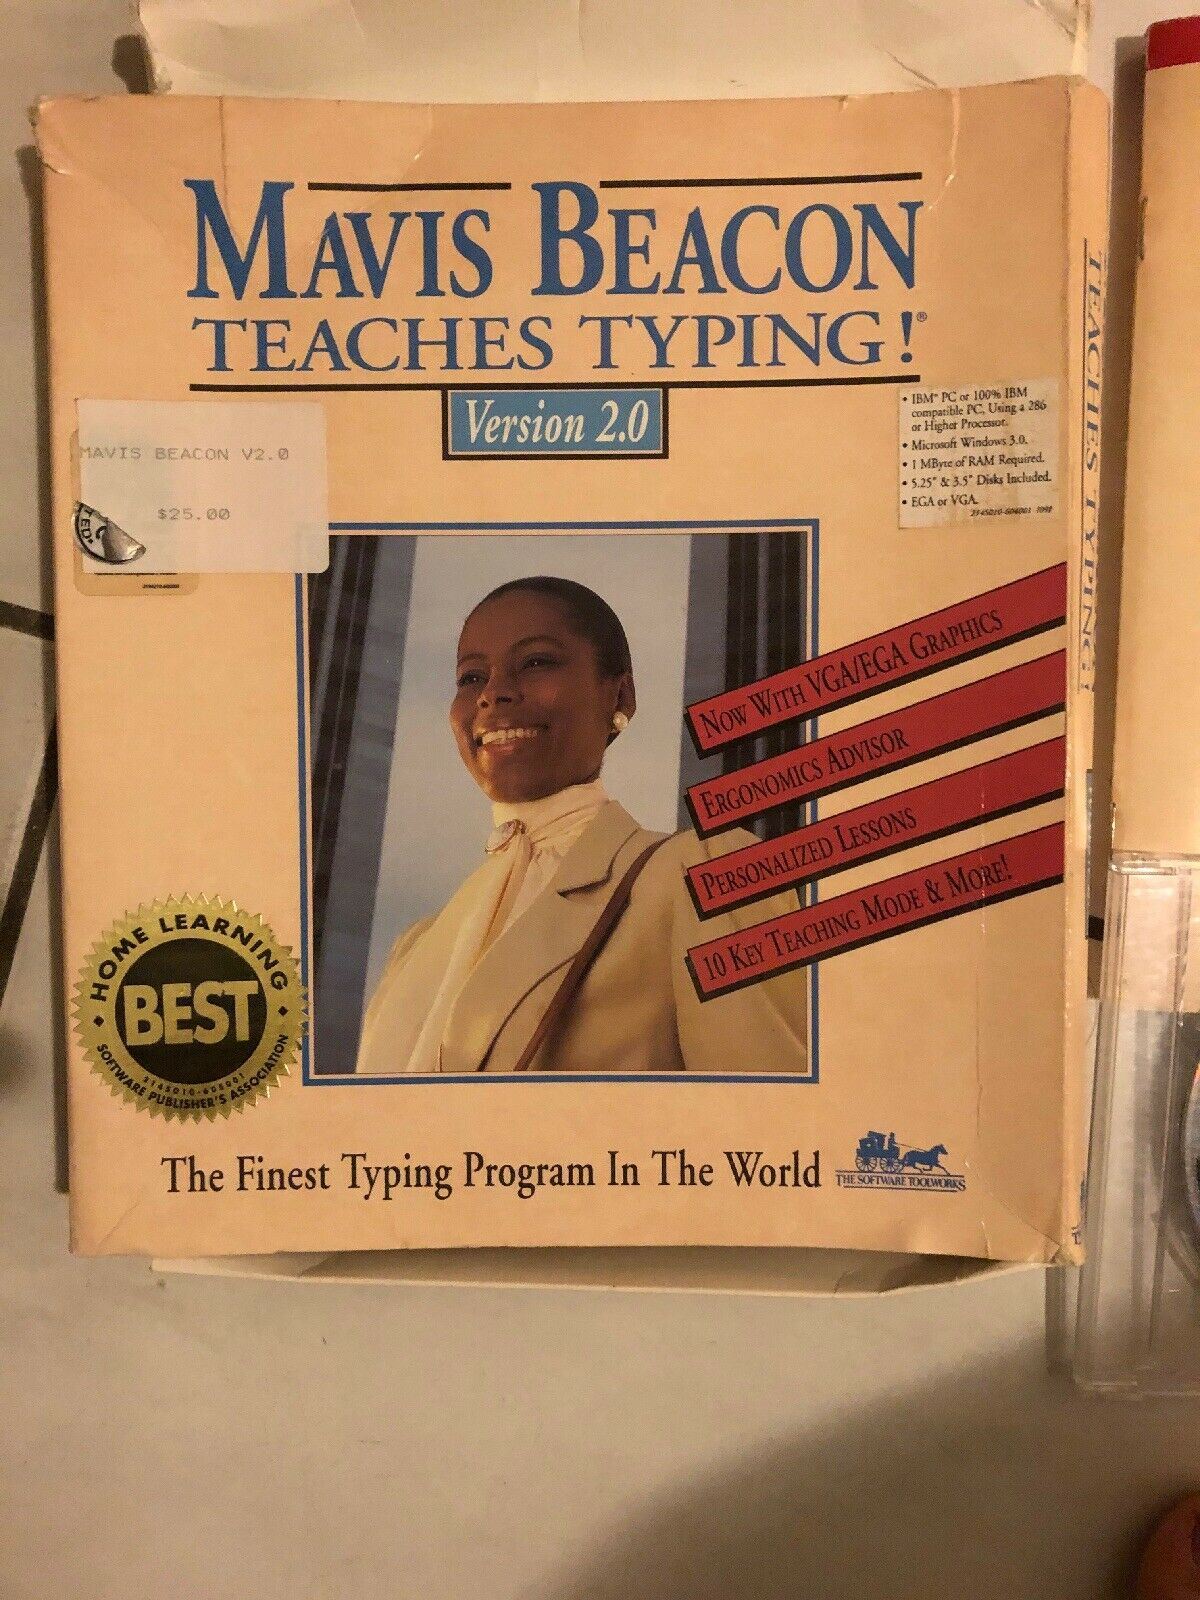 MAVIS BEACON
TEACHES TYPING!®
Version 2.0
MAVIS BEACON V2.0
$25.00
• IBM® PC or 100% IBM
compatible PC, Using a 286
or Higher Processor.
• Microsoft Windows 3.0.
• 1 MByte of RAM Required.
• 5.25" & 3.5" Disks Included.
• EGA or VGA.
NOW WITH VGA/EGA GRAPHICS
ERGONOMICS ADVISOR
PERSONALIZED LESSONS
10 KEY TEACHING MODE & MORE!
HOME LEARNING
BEST
2145010-605001
SOFTWARE PUBLISHER'S ASSOCIATION
The Finest Typing Program In The World
THE SOFTWARE TOOLWORKS
TEACHES TYPING!